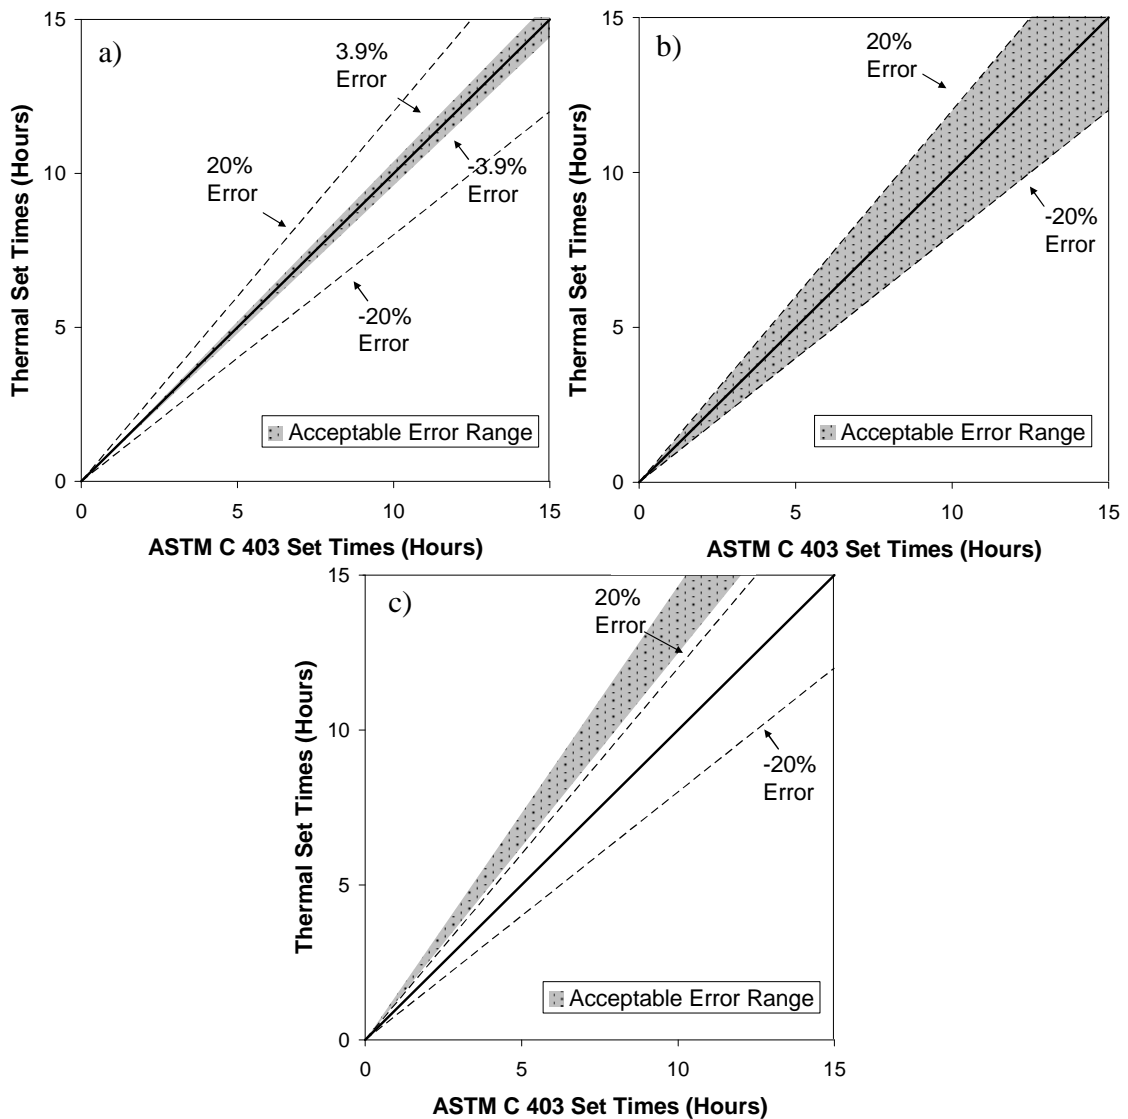 a)
15
10
5
0
0
5
10
15
Thermal Set Times (Hours)
ASTM C 403 Set Times (Hours)
3.9%
Error
20%
Error
-3.9%
Error
-20%
Error
Acceptable Error Range
b)
15
10
5
0
0
5
10
15
Thermal Set Times (Hours)
ASTM C 403 Set Times (Hours)
20%
Error
-20%
Error
Acceptable Error Range
c)
15
10
5
0
0
5
10
15
Thermal Set Times (Hours)
ASTM C 403 Set Times (Hours)
20%
Error
-20%
Error
Acceptable Error Range